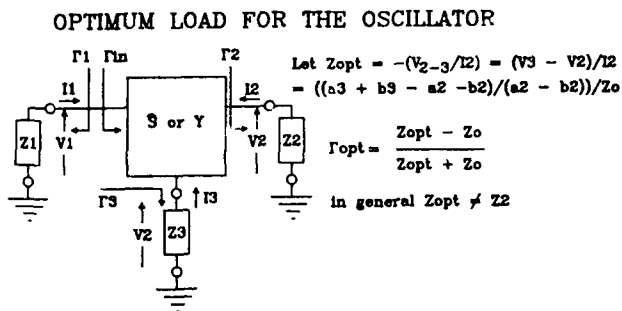 OPTIMUM LOAD FOR THE OSCILLATOR
Γ1 Γin
Γ2
I1
I2
Z1
V1
S or Y
V2
Z2
Γ3
I3
V2
Z3
Let Zopt = -(V2-3/I2) = (V3 - V2)/I2
= ((a3 + b3 - a2 -b2)/(a2 - b2))/Zo
Γopt = Zopt - Zo
Zopt + Zo
in general Zopt ≠ Z2